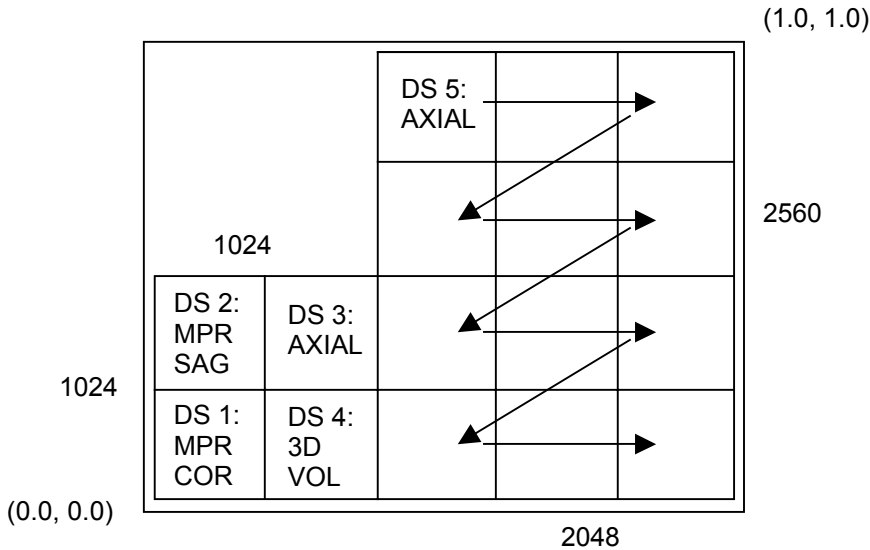 (1.0, 1.0)
DS 5:
AXIAL
2560
1024
DS 2:
MPR
SAG
DS 3:
AXIAL
1024
DS 1:
MPR
COR
DS 4:
3D
VOL
(0.0, 0.0)
2048